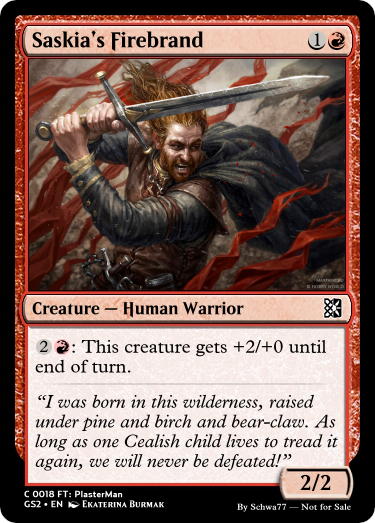 Saskia's Firebrand 1
© HOBBY WORLD
Creature — Human Warrior
2 : This creature gets +2/+0 until
end of turn.
“I was born in this wilderness, raised
under pine and birch and bear-claw. As
long as one Cealish child lives to tread it
again, we will never be defeated!”
2/2
C 0018 FT: PlasterMan
GS2 • EN Ekaterina Burmak
By Schwa77 — Not for Sale